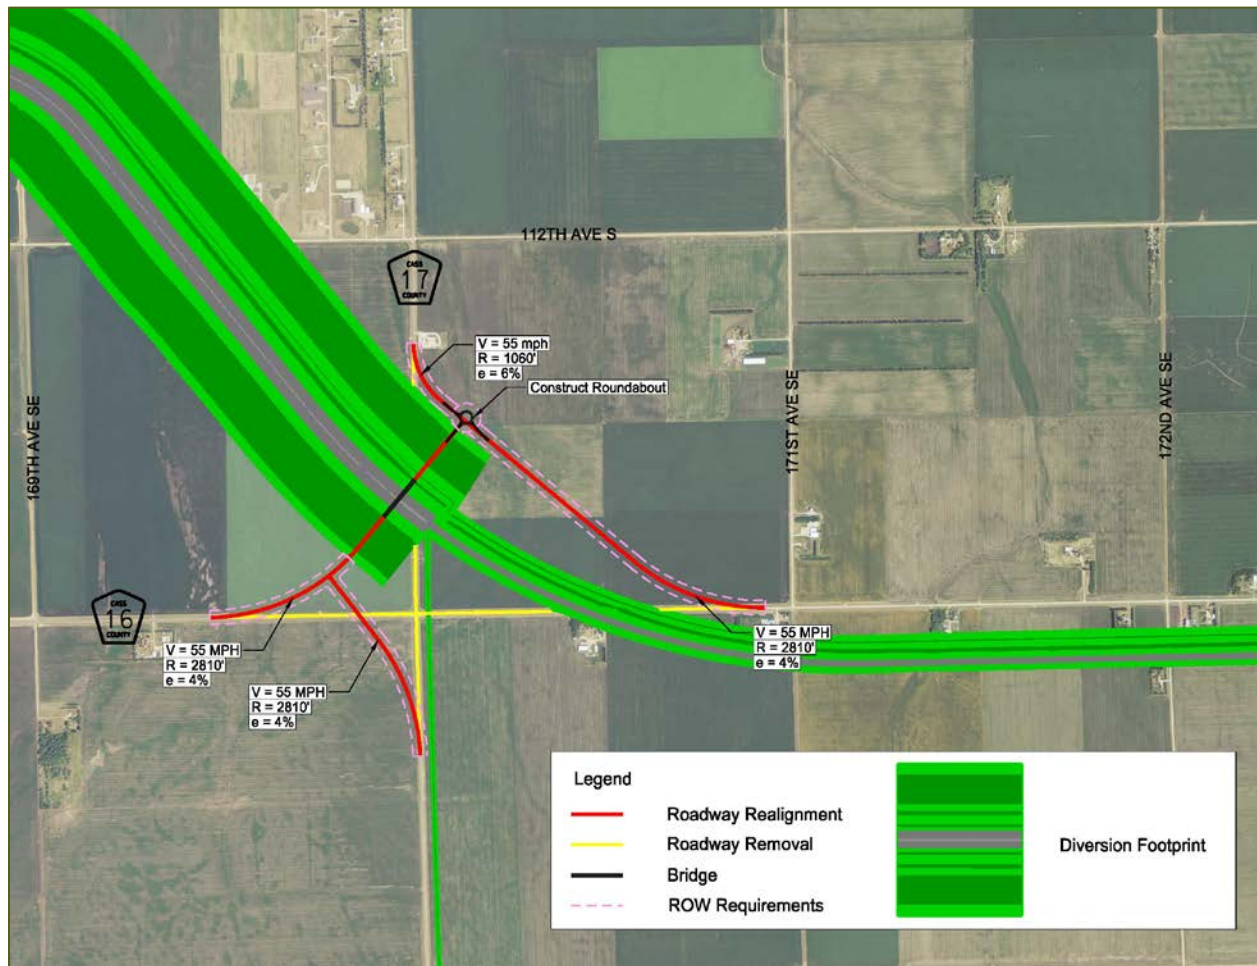 112TH AVE S
CASS
17
COUNTY
V = 55 mph
R = 1060'
e = 6%
Construct Roundabout
169TH AVE SE
171ST AVE SE
172ND AVE SE
CASS
16
COUNTY
V = 55 MPH
R = 2810'
e = 4%
V = 55 MPH
R = 2810'
e = 4%
V = 55 MPH
R = 2810'
e = 4%
Legend
Roadway Realignment
Roadway Removal
Bridge
ROW Requirements
Diversion Footprint